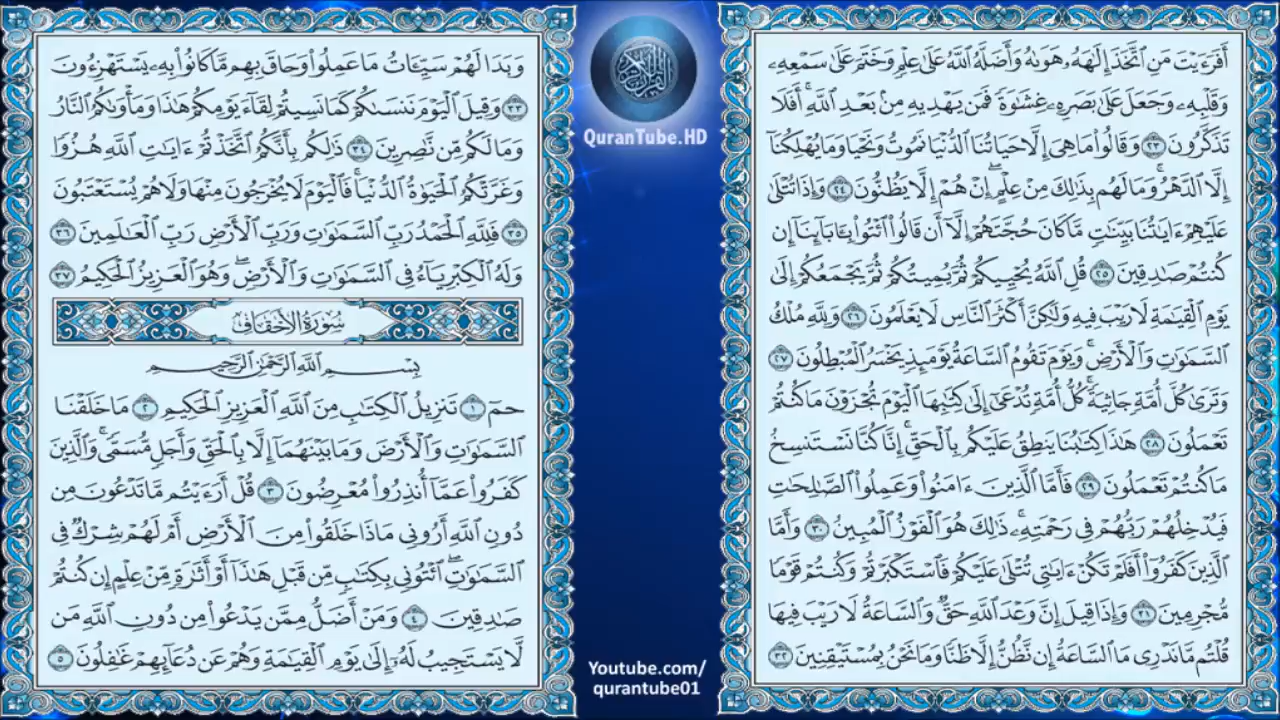 أَفَرَءَيْتَ مَنِ ٱتَّخَذَ إِلَٰهَهُۥ هَوَىٰهُ وَأَضَلَّهُ ٱللَّهُ عَلَىٰ عِلْمٍ وَخَتَمَ عَلَىٰ سَمْعِهِۦ
وَقَلْبِهِۦ وَجَعَلَ عَلَىٰ بَصَرِهِۦ غِشَٰوَةً فَمَن يَهْدِيهِ مِنۢ بَعْدِ ٱللَّهِ ۚ أَفَلَا
تَذَكَّرُونَ ٢٣ وَقَالُوا۟ مَا هِىَ إِلَّا حَيَاتُنَا ٱلدُّنْيَا نَمُوتُ وَنَحْيَا وَمَا يُهْلِكُنَآ
إِلَّا ٱلدَّهْرُ ۚ وَمَا لَهُم بِذَٰلِكَ مِنْ عِلْمٍ ۖ إِنْ هُمْ إِلَّا يَظُنُّونَ ٢٤ وَإِذَا تُتْلَىٰ
عَلَيْهِمْ ءَايَٰتُنَا بَيِّنَٰتٍ مَّا كَانَ حُجَّتَهُمْ إِلَّآ أَن قَالُوا۟ ٱئْتُوا۟ بِـَٔابَآئِنَآ إِن
كُنتُمْ صَٰدِقِينَ ٢٥ قُلِ ٱللَّهُ يُحْيِيكُمْ ثُمَّ يُمِيتُكُمْ ثُمَّ يَجْمَعُكُمْ إِلَىٰ
يَوْمِ ٱلْقِيَٰمَةِ لَا رَيْبَ فِيهِ وَلَٰكِنَّ أَكْثَرَ ٱلنَّاسِ لَا يَعْلَمُونَ ٢٦ وَلِلَّهِ مُلْكُ
ٱلسَّمَٰوَٰتِ وَٱلْأَرْضِ ۚ وَيَوْمَ تَقُومُ ٱلسَّاعَةُ يَوْمَئِذٍ يَخْسَرُ ٱلْمُبْطِلُونَ ٢٧
وَتَرَىٰ كُلَّ أُمَّةٍ جَاثِيَةً ۚ كُلُّ أُمَّةٍ تُدْعَىٰٓ إِلَىٰ كِتَٰبِهَا ٱلْيَوْمَ تُجْزَوْنَ مَا كُنتُمْ
تَعْمَلُونَ ٢٨ هَٰذَا كِتَٰبُنَا يَنطِقُ عَلَيْكُم بِٱلْحَقِّ ۚ إِنَّا كُنَّا نَسْتَنسِخُ
مَا كُنتُمْ تَعْمَلُونَ ٢٩ فَأَمَّا ٱلَّذِينَ ءَامَنُوا۟ وَعَمِلُوا۟ ٱلصَّٰلِحَٰتِ
فَيُدْخِلُهُمْ رَبُّهُمْ فِى رَحْمَتِهِۦ ۚ ذَٰلِكَ هُوَ ٱلْفَوْزُ ٱلْمُبِينُ ٣٠ وَأَمَّا
ٱلَّذِينَ كَفَرُوٓا۟ أَفَلَمْ تَكُنْ ءَايَٰتِى تُتْلَىٰ عَلَيْكُمْ فَٱسْتَكْبَرْتُمْ وَكُنتُمْ قَوْمًا
مُّجْرِمِينَ ٣١ وَإِذَا قِيلَ إِنَّ وَعْدَ ٱللَّهِ حَقٌّ وَٱلسَّاعَةُ لَا رَيْبَ فِيهَا
قُلْتُم مَّا نَدْرِى مَا ٱلسَّاعَةُ إِن نَّظُنُّ إِلَّا ظَنًّا وَمَا نَحْنُ بِمُسْتَيْقِنِينَ ٣٢
QuranTube.HD
Youtube.com/
qurantube01
وَبَدَا لَهُمْ سَيِّـَٔاتُ مَا عَمِلُوا۟ وَحَاقَ بِهِم مَّا كَانُوا۟ بِهِۦ يَسْتَهْزِءُونَ
٣٣ وَقِيلَ ٱلْيَوْمَ نَنسَىٰكُمْ كَمَا نَسِيتُمْ لِقَآءَ يَوْمِكُمْ هَٰذَا وَمَأْوَىٰكُمُ ٱلنَّارُ
وَمَا لَكُم مِّن نَّٰصِرِينَ ٣٤ ذَٰلِكُم بِأَنَّكُمُ ٱتَّخَذْتُمْ ءَايَٰتِ ٱللَّهِ هُزُوًا
وَغَرَّتْكُمُ ٱلْحَيَوٰةُ ٱلدُّنْيَا ۚ فَٱلْيَوْمَ لَا يُخْرَجُونَ مِنْهَا وَلَا هُمْ يُسْتَعْتَبُونَ
٣٥ فَلِلَّهِ ٱلْحَمْدُ رَبِّ ٱلسَّمَٰوَٰتِ وَرَبِّ ٱلْأَرْضِ رَبِّ ٱلْعَٰلَمِينَ ٣٦
وَلَهُ ٱلْكِبْرِيَآءُ فِى ٱلسَّمَٰوَٰتِ وَٱلْأَرْضِ ۖ وَهُوَ ٱلْعَزِيزُ ٱلْحَكِيمُ ٣٧
سُورَةُ الأَحْقَافِ
بِسْمِ ٱللَّهِ ٱلرَّحْمَٰنِ ٱلرَّحِيمِ
حمٓ ١ تَنزِيلُ ٱلْكِتَٰبِ مِنَ ٱللَّهِ ٱلْعَزِيزِ ٱلْحَكِيمِ ٢ مَا خَلَقْنَا
ٱلسَّمَٰوَٰتِ وَٱلْأَرْضَ وَمَا بَيْنَهُمَآ إِلَّا بِٱلْحَقِّ وَأَجَلٍ مُّسَمًّى ۚ وَٱلَّذِينَ
كَفَرُوا۟ عَمَّآ أُنذِرُوا۟ مُعْرِضُونَ ٣ قُلْ أَرَءَيْتُم مَّا تَدْعُونَ مِن
دُونِ ٱللَّهِ أَرُونِى مَاذَا خَلَقُوا۟ مِنَ ٱلْأَرْضِ أَمْ لَهُمْ شِرْكٌ فِى
ٱلسَّمَٰوَٰتِ ۖ ٱئْتُونِى بِكِتَٰبٍ مِّن قَبْلِ هَٰذَآ أَوْ أَثَٰرَةٍ مِّنْ عِلْمٍ إِن كُنتُمْ
صَٰدِقِينَ ٤ وَمَنْ أَضَلُّ مِمَّن يَدْعُوا۟ مِن دُونِ ٱللَّهِ مَن
لَّا يَسْتَجِيبُ لَهُۥٓ إِلَىٰ يَوْمِ ٱلْقِيَٰمَةِ وَهُمْ عَن دُعَآئِهِمْ غَٰفِلُونَ ٥